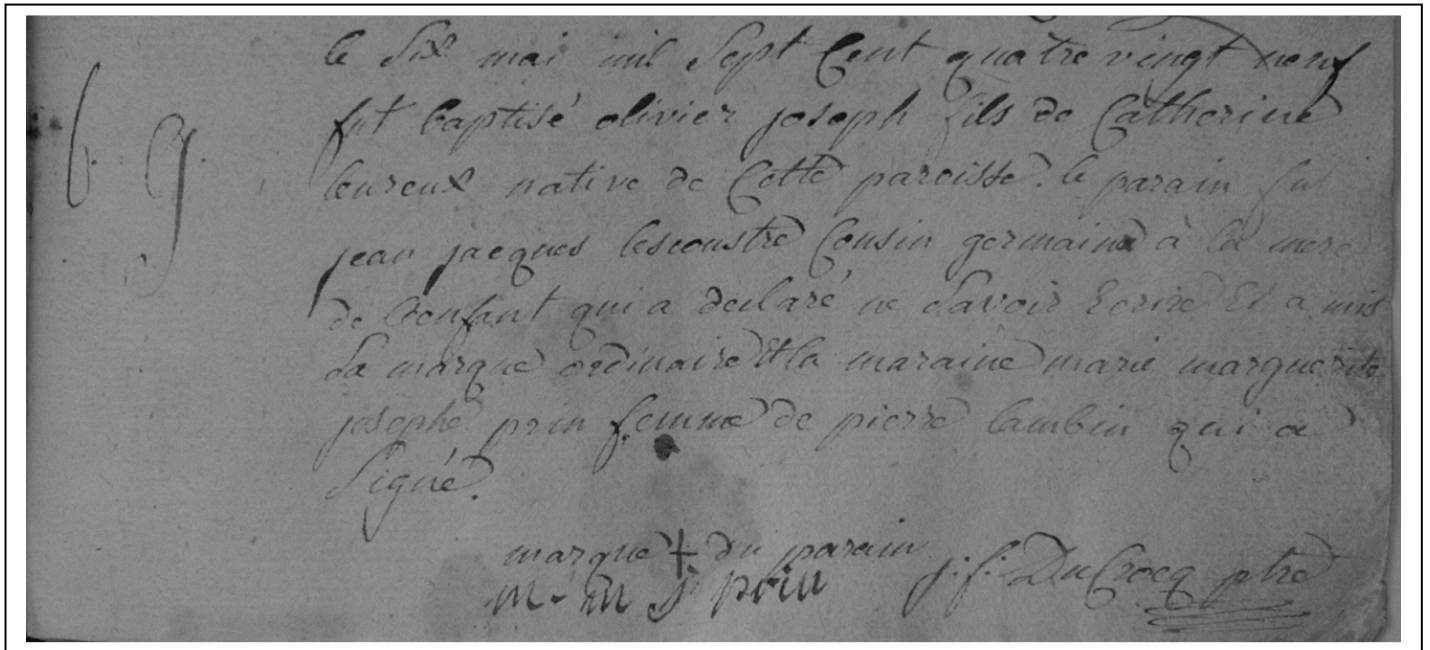 le six mai mil sept cent quatre vingt neuf
b. g. fut baptisé olivier joseph fils de Catherine
leureux native de Cette paroisse. le parain fut
jean jacques lescoustre Cousin germain à la mere
de l'enfant qui a declaré ne savoir Ecrire Et a mis
sa marque ordinaire Et la maraine marie marguerite
josephe prin femme de pierre lambin qui a
signé.
marque + du parain
m - m j prin j: f: DuCrocq ptre